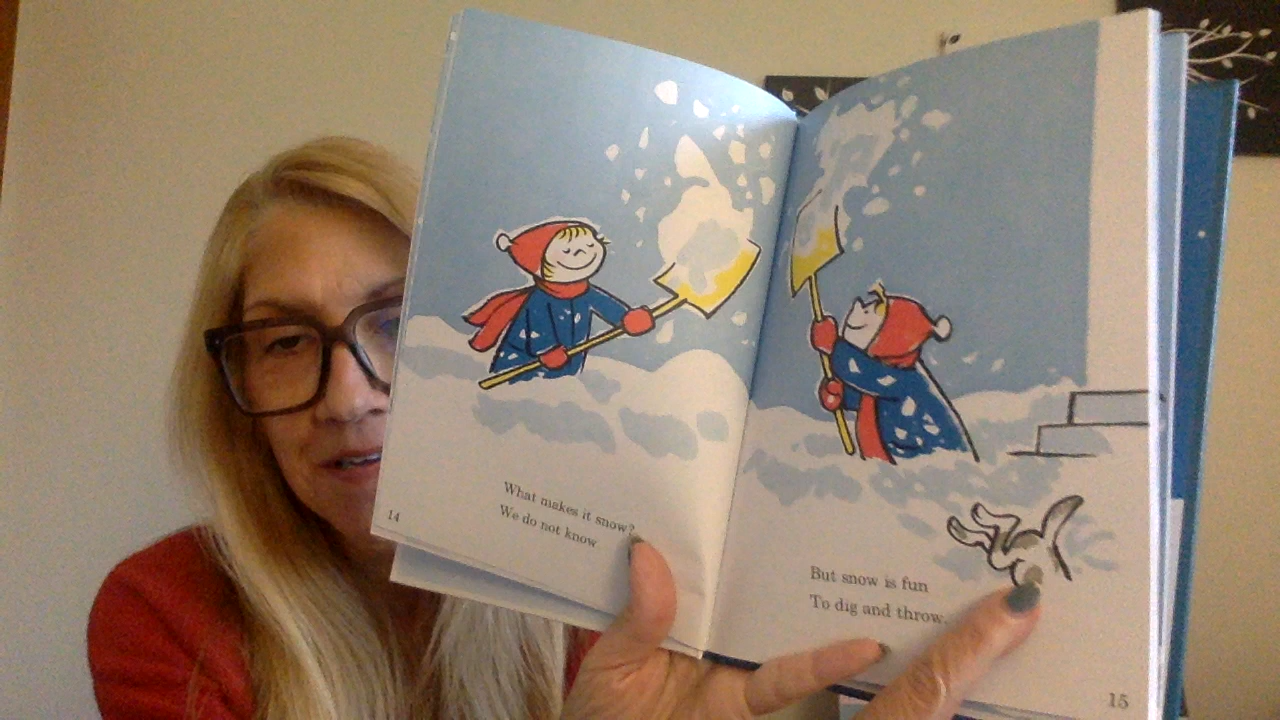 What makes it snow?
We do not know
14
But snow is fun
To dig and throw.
15